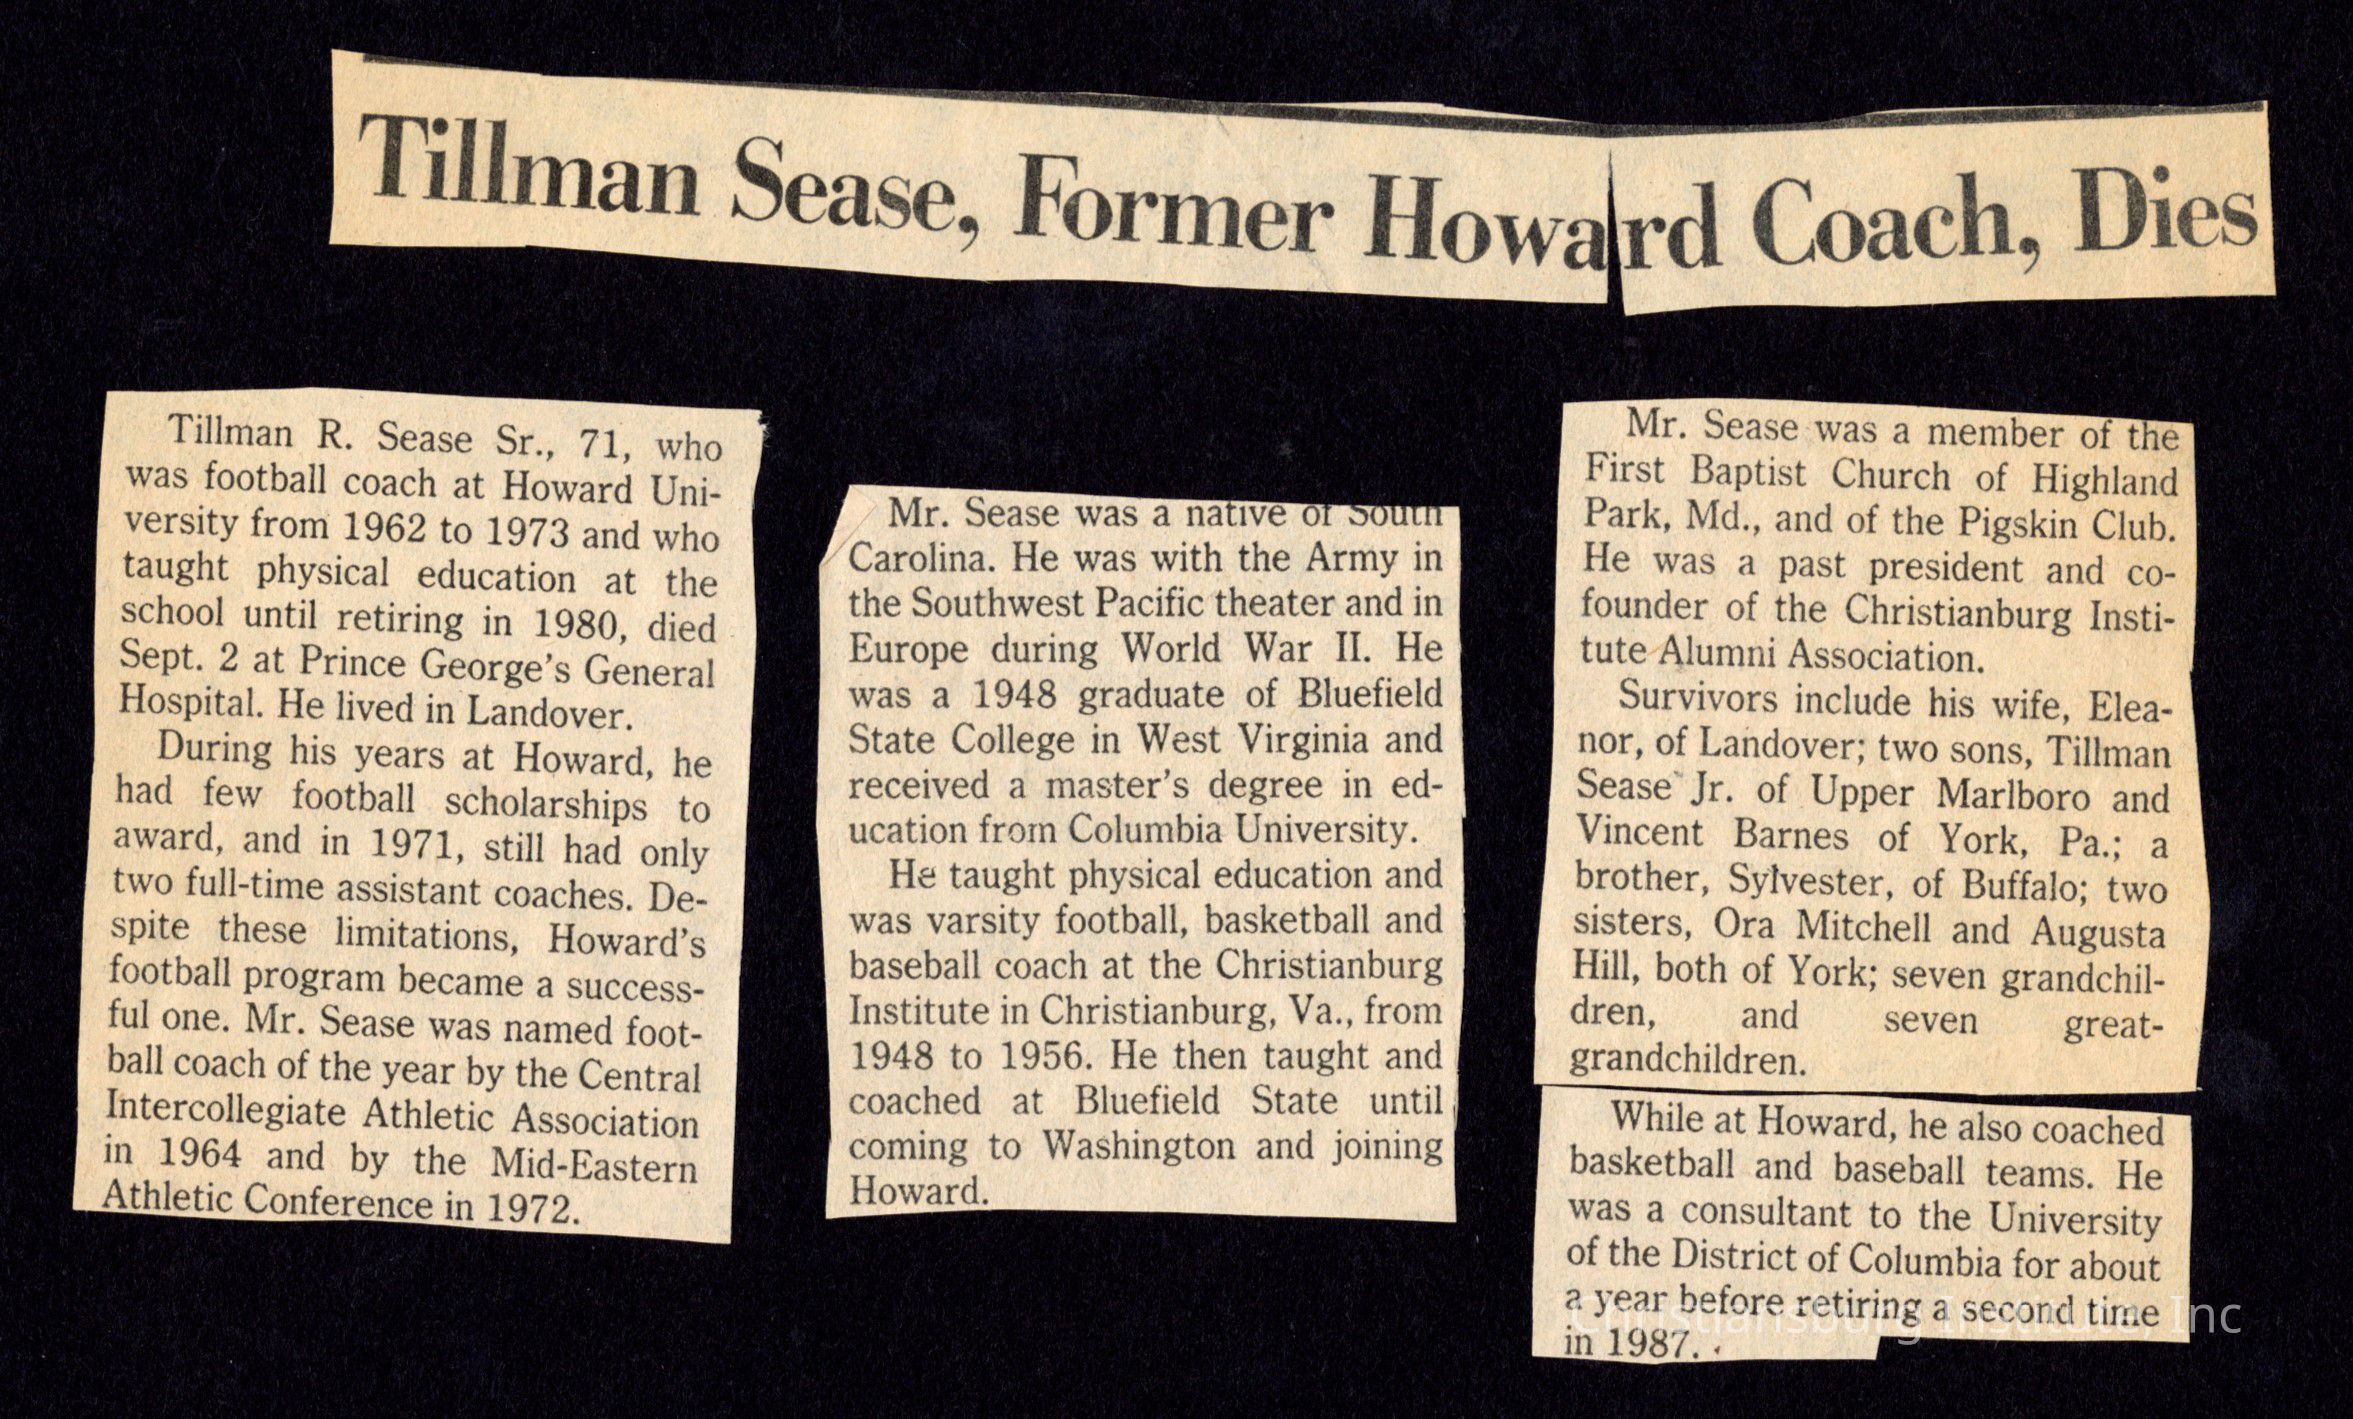 Tillman Sease, Former Howard Coach, Dies
Tillman R. Sease Sr., 71, who
was football coach at Howard Uni-
versity from 1962 to 1973 and who
taught physical education at the
school until retiring in 1980, died
Sept. 2 at Prince George's General
Hospital. He lived in Landover.
During his years at Howard, he
had few football scholarships to
award, and in 1971, still had only
two full-time assistant coaches. De-
spite these limitations, Howard's
football program became a success-
ful one. Mr. Sease was named foot-
ball coach of the year by the Central
Intercollegiate Athletic Association
in 1964 and by the Mid-Eastern
Athletic Conference in 1972.
Mr. Sease was a native of South
Carolina. He was with the Army in
the Southwest Pacific theater and in
Europe during World War II. He
was a 1948 graduate of Bluefield
State College in West Virginia and
received a master's degree in ed-
ucation from Columbia University.
He taught physical education and
was varsity football, basketball and
baseball coach at the Christianburg
Institute in Christianburg, Va., from
1948 to 1956. He then taught and
coached at Bluefield State until
coming to Washington and joining
Howard.
Mr. Sease was a member of the
First Baptist Church of Highland
Park, Md., and of the Pigskin Club.
He was a past president and co-
founder of the Christianburg Insti-
tute Alumni Association.
Survivors include his wife, Elea-
nor, of Landover; two sons, Tillman
Sease Jr. of Upper Marlboro and
Vincent Barnes of York, Pa.; a
brother, Sylvester, of Buffalo; two
sisters, Ora Mitchell and Augusta
Hill, both of York; seven grandchil-
dren, and seven great-
grandchildren.
While at Howard, he also coached
basketball and baseball teams. He
was a consultant to the University
of the District of Columbia for about
a year before retiring a second time
in 1987.
Christiansburg Institute, Inc